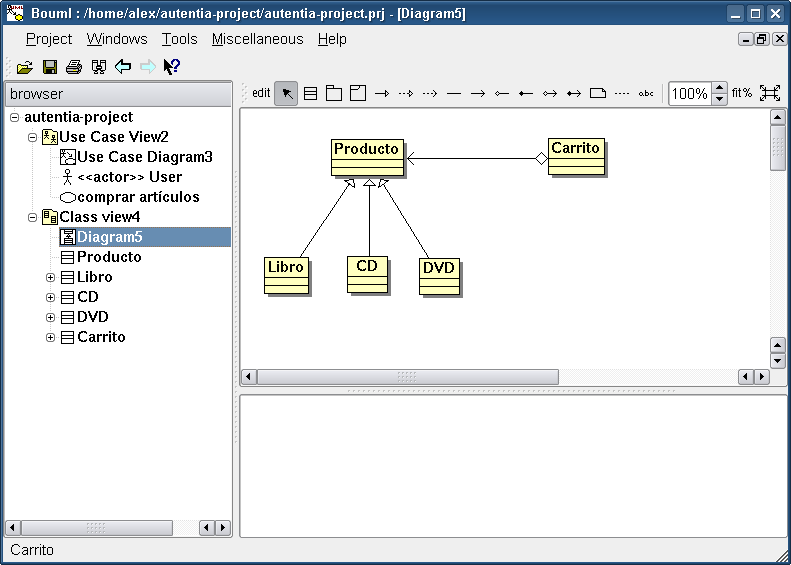 Bouml : /home/alex/autentia-project/autentia-project.prj - [Diagram5]
Project Windows Tools Miscellaneous Help
browser
edit abc 100% fit%
autentia-project
Use Case View2
Use Case Diagram3
<<actor>> User
comprar artículos
Class view4
Diagram5
Producto
Libro
CD
DVD
Carrito
Producto Carrito
Libro CD DVD
Carrito